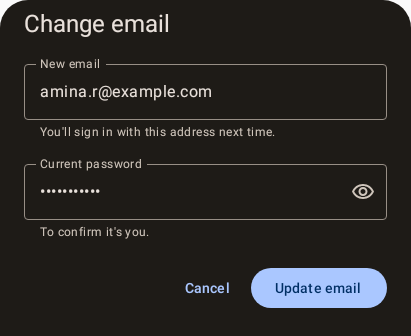 Change email
New email
amina.r@example.com
You'll sign in with this address next time.
Current password
•••••••••••
To confirm it's you.
Cancel
Update email